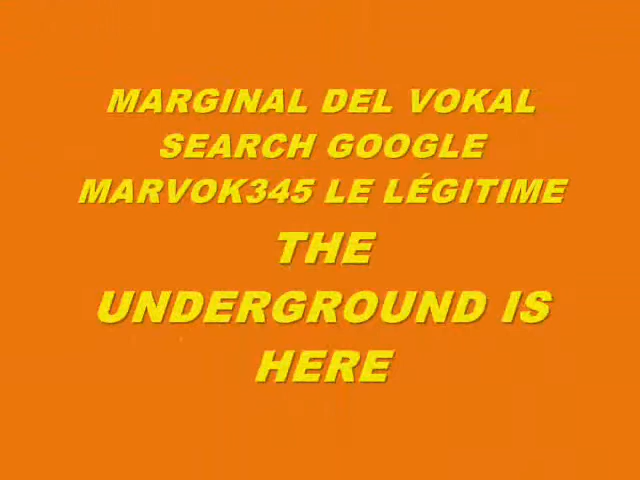 MARGINAL DEL VOKAL
SEARCH GOOGLE
MARVOK345 LE LÉGITIME
THE
UNDERGROUND IS
HERE